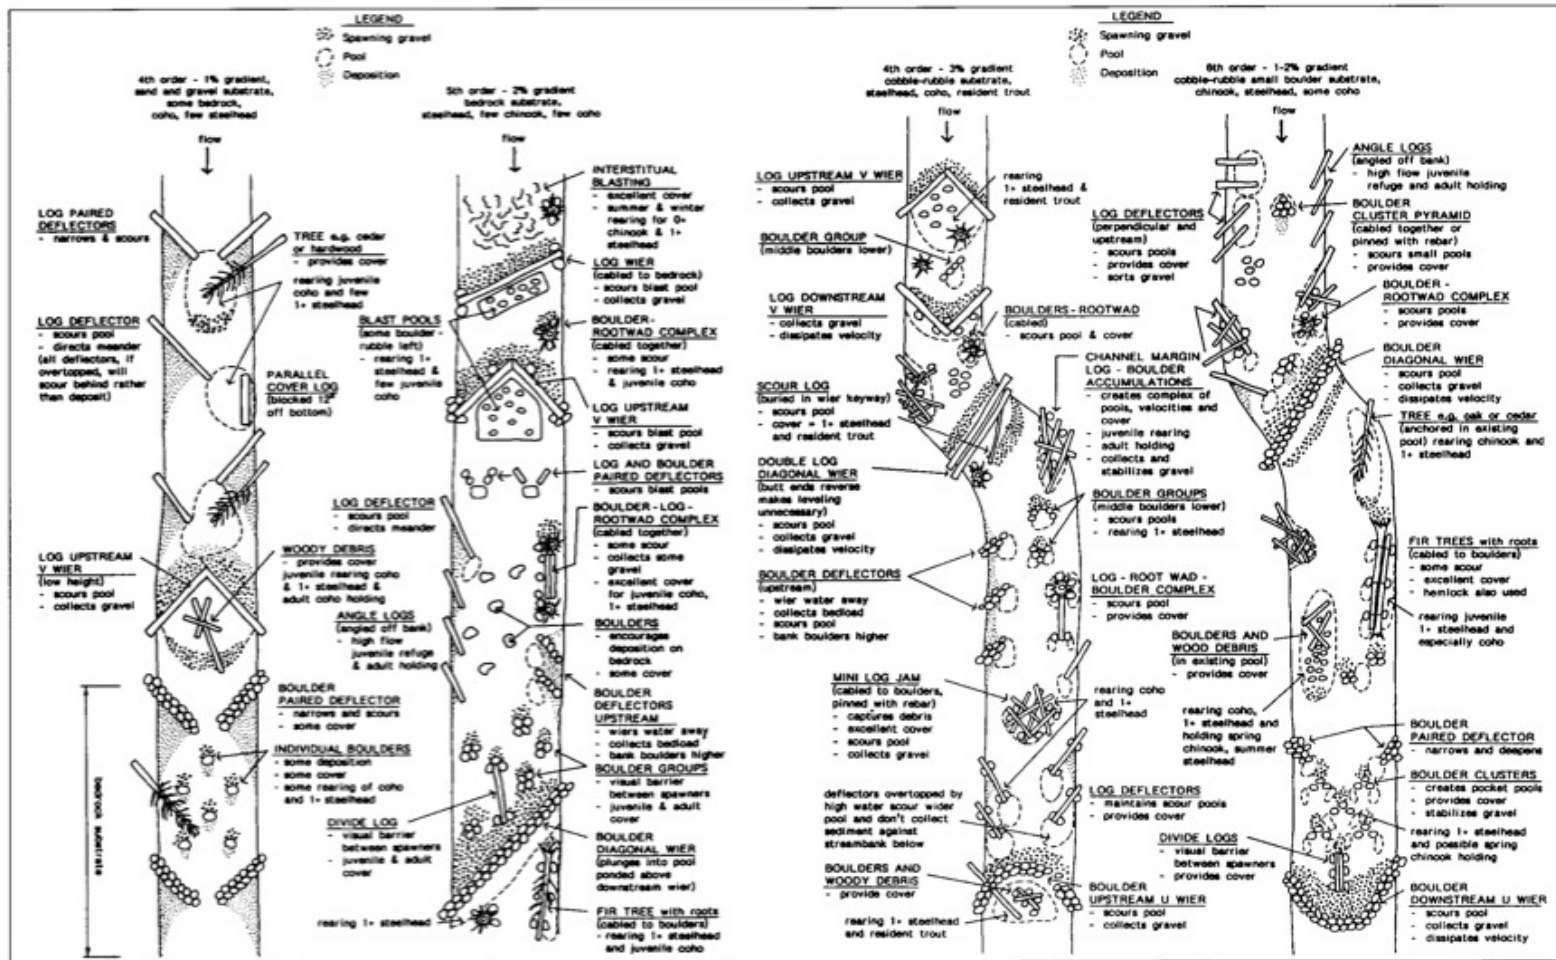 LEGEND
Spawning gravel
Pool
Deposition
4th order - 1% gradient,
sand and gravel substrate,
some bedrock,
coho, few steelhead
flow
LOG PAIRED
DEFLECTORS
- narrows & scours
TREE e.g. cedar
or hardwood
- provides cover
rearing juvenile
coho and few
1+ steelhead
LOG DEFLECTOR
- scours pool
- directs meander
(all deflectors, if
overtopped, will
scour behind rather
than deposit)
PARALLEL
COVER LOG
(blocked 12"
off bottom)
LOG UPSTREAM
V WIER
(low height)
- scours pool
- collects gravel
WOODY DEBRIS
- provides cover
juvenile rearing coho
& 1+ steelhead &
adult coho holding
BOULDER
PAIRED DEFLECTOR
- narrows and scours
- some cover
INDIVIDUAL BOULDERS
- some deposition
- some cover
- some rearing of coho
and 1+ steelhead
bedrock substrate
5th order - 2% gradient
bedrock substrate,
steelhead, few chinook, few coho
flow
INTERSTITUAL
BLASTING
- excellent cover
- summer & winter
rearing for 0+
chinook & 1+
steelhead
LOG WIER
(cabled to bedrock)
- scours blast pool
- collects gravel
BLAST POOLS
(some boulder-
rubble left)
- rearing 1+
steelhead &
few juvenile
coho
BOULDER-
ROOTWAD COMPLEX
(cabled together)
- some scour
- rearing 1+ steelhead
& juvenile coho
LOG UPSTREAM
V WIER
- scours blast pool
- collects gravel
LOG AND BOULDER
PAIRED DEFLECTORS
- scours blast pools
LOG DEFLECTOR
- scours pool
- directs meander
BOULDER-LOG-
ROOTWAD COMPLEX
(cabled together)
- some scour
- collects some
gravel
- excellent cover
for juvenile coho,
1+ steelhead
ANGLE LOGS
(angled off bank)
- high flow
juvenile refuge
& adult holding
BOULDERS
- encourages
deposition on
bedrock
- some cover
BOULDER
DEFLECTORS
UPSTREAM
- wiers water away
- collects bedload
bank boulders higher
BOULDER GROUPS
- visual barrier
between spawners
- juvenile & adult
cover
DIVIDE LOG
- visual barrier
between spawners
- juvenile & adult
cover
BOULDER
DIAGONAL WIER
(plunges into pool
ponded above
downstream wier)
rearing 1+ steelhead
FIR TREE with roots
(cabled to boulders)
- rearing 1+ steelhead
and juvenile coho
LEGEND
Spawning gravel
Pool
Deposition
4th order - 3% gradient
cobble-rubble substrate,
steelhead, coho, resident trout
flow
LOG UPSTREAM V WIER
- scours pool
- collects gravel
rearing
1+ steelhead &
resident trout
BOULDER GROUP
(middle boulders lower)
LOG DOWNSTREAM
V WIER
- collects gravel
- dissipates velocity
BOULDERS-ROOTWAD
(cabled)
- scours pool & cover
SCOUR LOG
(buried in wier keyway)
- scours pool
- cover = 1+ steelhead
and resident trout
CHANNEL MARGIN
LOG - BOULDER
ACCUMULATIONS
- creates complex of
pools, velocities and
cover
- juvenile rearing
- adult holding
- collects and
stabilizes gravel
DOUBLE LOG
DIAGONAL WIER
(butt ends reverse
makes leveling
unnecessary)
- scours pool
- collects gravel
- dissipates velocity
BOULDER GROUPS
(middle boulders lower)
- scours pools
- rearing 1+ steelhead
BOULDER DEFLECTORS
(upstream)
- wier water away
- collects bedload
- scours pool
- bank boulders higher
LOG - ROOT WAD -
BOULDER COMPLEX
- scours pool
- provides cover
MINI LOG JAM
(cabled to boulders,
pinned with rebar)
- captures debris
- excellent cover
- scours pool
- collects gravel
rearing coho
and 1+
steelhead
deflectors overtopped by
high water scour wider
pool and don't collect
sediment against
streambank below
LOG DEFLECTORS
- maintains scour pools
- provides cover
BOULDERS AND
WOODY DEBRIS
- provide cover
rearing 1+ steelhead
and resident trout
BOULDER
UPSTREAM U WIER
- scours pool
- collects gravel
6th order - 1-2% gradient
cobble-rubble small boulder substrate,
chinook, steelhead, some coho
flow
ANGLE LOGS
(angled off bank)
- high flow juvenile
refuge and adult holding
LOG DEFLECTORS
(perpendicular and
upstream)
- scours pools
- provides cover
- sorts gravel
BOULDER
CLUSTER PYRAMID
(cabled together or
pinned with rebar)
- scours small pools
- provides cover
BOULDER -
ROOTWAD COMPLEX
- scours pools
- provides cover
BOULDER
DIAGONAL WIER
- scours pool
- collects gravel
- dissipates velocity
TREE e.g. oak or cedar
(anchored in existing
pool) rearing chinook and
1+ steelhead
FIR TREES with roots
(cabled to boulders)
- some scour
- excellent cover
- hemlock also used
rearing juvenile
1+ steelhead and
especially coho
BOULDERS AND
WOOD DEBRIS
(in existing pool)
- provides cover
rearing coho,
1+ steelhead and
holding spring
chinook, summer
steelhead
BOULDER
PAIRED DEFLECTOR
- narrows and deepens
BOULDER CLUSTERS
- creates pocket pools
- provides cover
- stabilizes gravel
rearing 1+ steelhead
and possible spring
chinook holding
DIVIDE LOGS
- visual barrier
between spawners
- provides cover
BOULDER
DOWNSTREAM U WIER
- scours pool
- collects gravel
- dissipates velocity